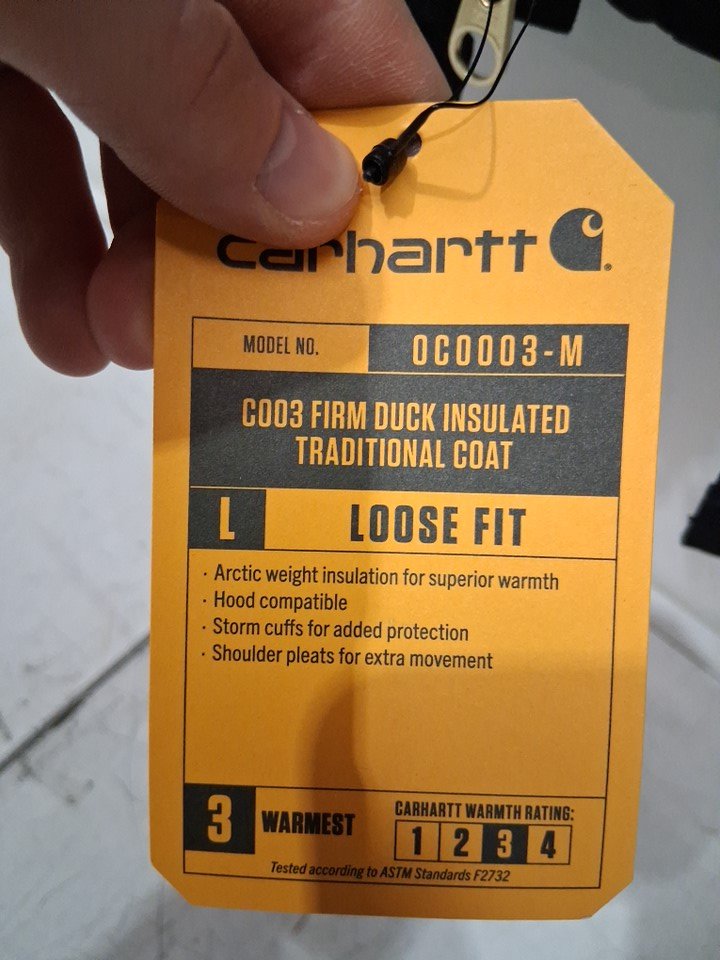 carhartt
MODEL NO. 0C0003-M
C003 FIRM DUCK INSULATED
TRADITIONAL COAT
L LOOSE FIT
· Arctic weight insulation for superior warmth
· Hood compatible
· Storm cuffs for added protection
· Shoulder pleats for extra movement
3 WARMEST
CARHARTT WARMTH RATING:
1 2 3 4
Tested according to ASTM Standards F2732